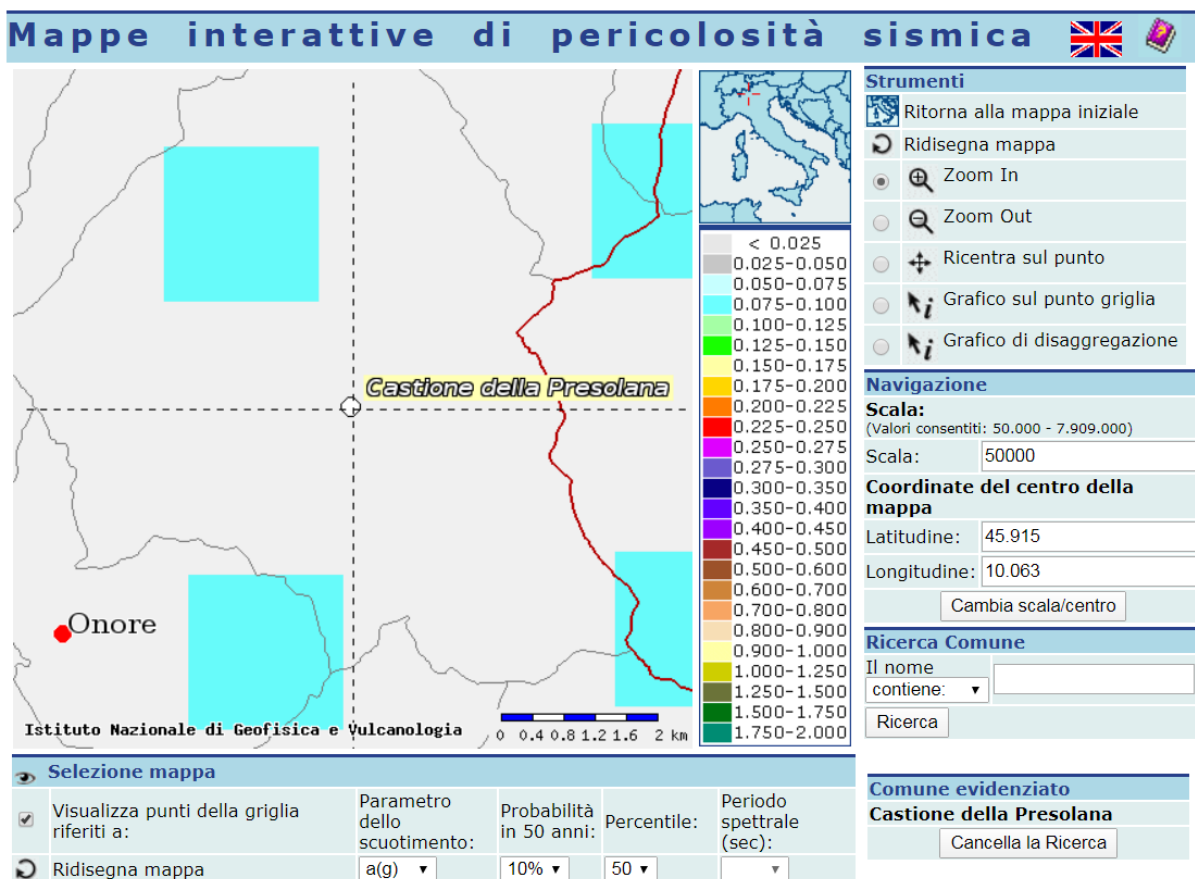 Mappe interattive di pericolosità sismica
Castione della Presolana
Onore
Istituto Nazionale di Geofisica e Vulcanologia
0 0.4 0.8 1.2 1.6 2 km
< 0.025
0.025-0.050
0.050-0.075
0.075-0.100
0.100-0.125
0.125-0.150
0.150-0.175
0.175-0.200
0.200-0.225
0.225-0.250
0.250-0.275
0.275-0.300
0.300-0.350
0.350-0.400
0.400-0.450
0.450-0.500
0.500-0.600
0.600-0.700
0.700-0.800
0.800-0.900
0.900-1.000
1.000-1.250
1.250-1.500
1.500-1.750
1.750-2.000
Strumenti
Ritorna alla mappa iniziale
Ridisegna mappa
Zoom In
Zoom Out
Ricentra sul punto
i Grafico sul punto griglia
i Grafico di disaggregazione
Navigazione
Scala:
(Valori consentiti: 50.000 - 7.909.000)
Scala: 50000
Coordinate del centro della
mappa
Latitudine: 45.915
Longitudine: 10.063
Cambia scala/centro
Ricerca Comune
Il nome
contiene:
Ricerca
Selezione mappa
Visualizza punti della griglia
riferiti a:
Parametro
dello
scuotimento:
Probabilità
in 50 anni:
Percentile:
Periodo
spettrale
(sec):
Ridisegna mappa
a(g)
10%
50
Comune evidenziato
Castione della Presolana
Cancella la Ricerca